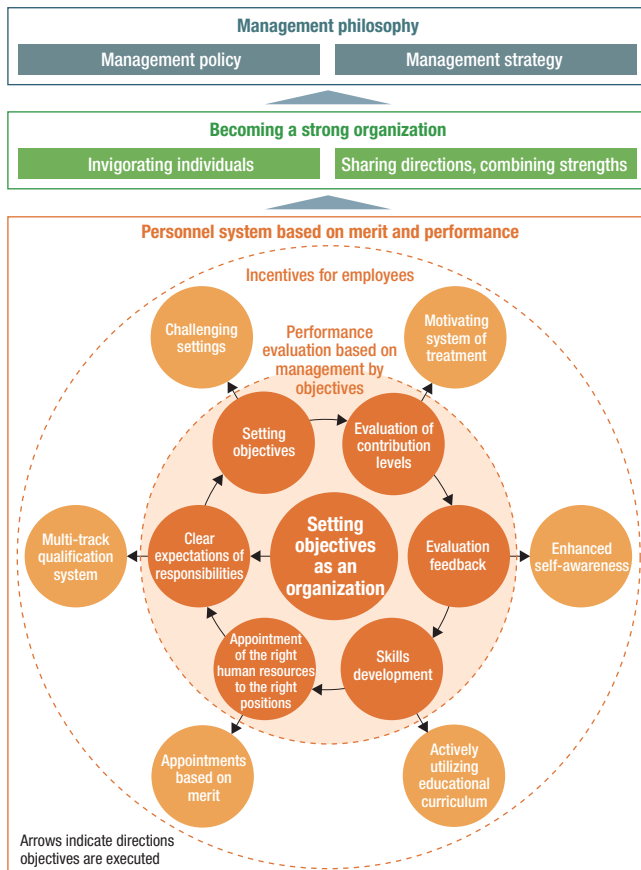 Management philosophy
Management policy
Management strategy
Becoming a strong organization
Invigorating individuals
Sharing directions, combining strengths
Personnel system based on merit and performance
Incentives for employees
Challenging
settings
Performance
evaluation based on
management by
objectives
Motivating
system of
treatment
Setting
objectives
Evaluation of
contribution
levels
Multi-track
qualification
system
Clear
expectations of
responsibilities
Setting
objectives
as an
organization
Evaluation
feedback
Enhanced
self-awareness
Appointment
of the right
human resources
to the right
positions
Skills
development
Appointments
based on
merit
Actively
utilizing
educational
curriculum
Arrows indicate directions
objectives are executed